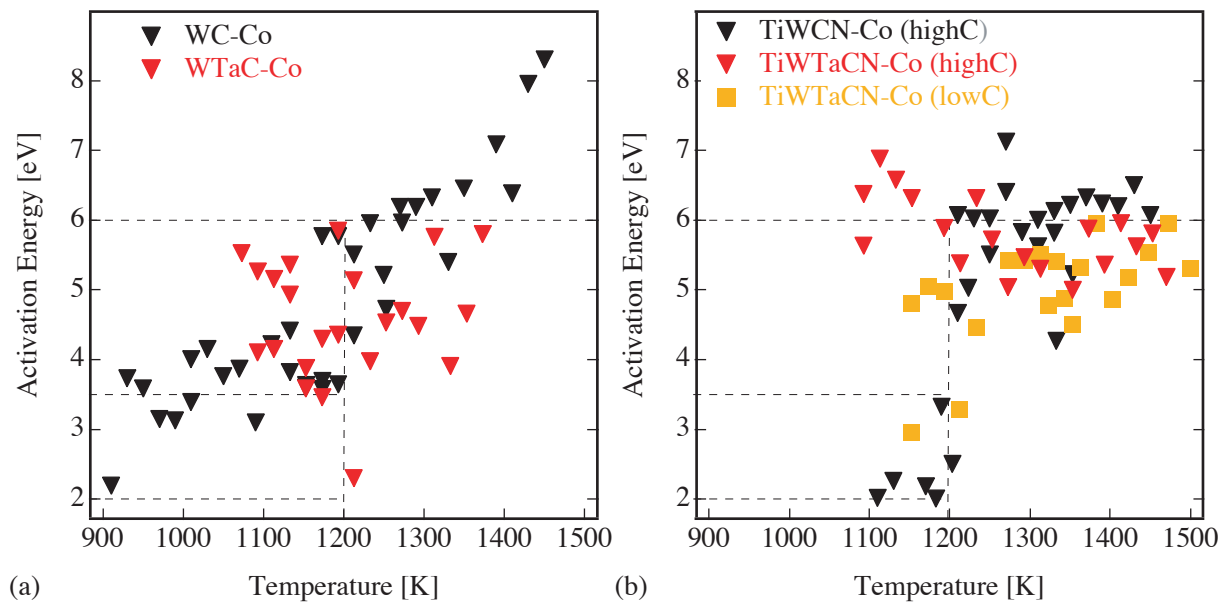 WC-Co
WTaC-Co
8
7
6
5
4
3
2
Activation Energy [eV]
900 1000 1100 1200 1300 1400 1500
(a) Temperature [K]
TiWCN-Co (highC)
TiWTaCN-Co (highC)
TiWTaCN-Co (lowC)
8
7
6
5
4
3
2
Activation Energy [eV]
900 1000 1100 1200 1300 1400 1500
(b) Temperature [K]